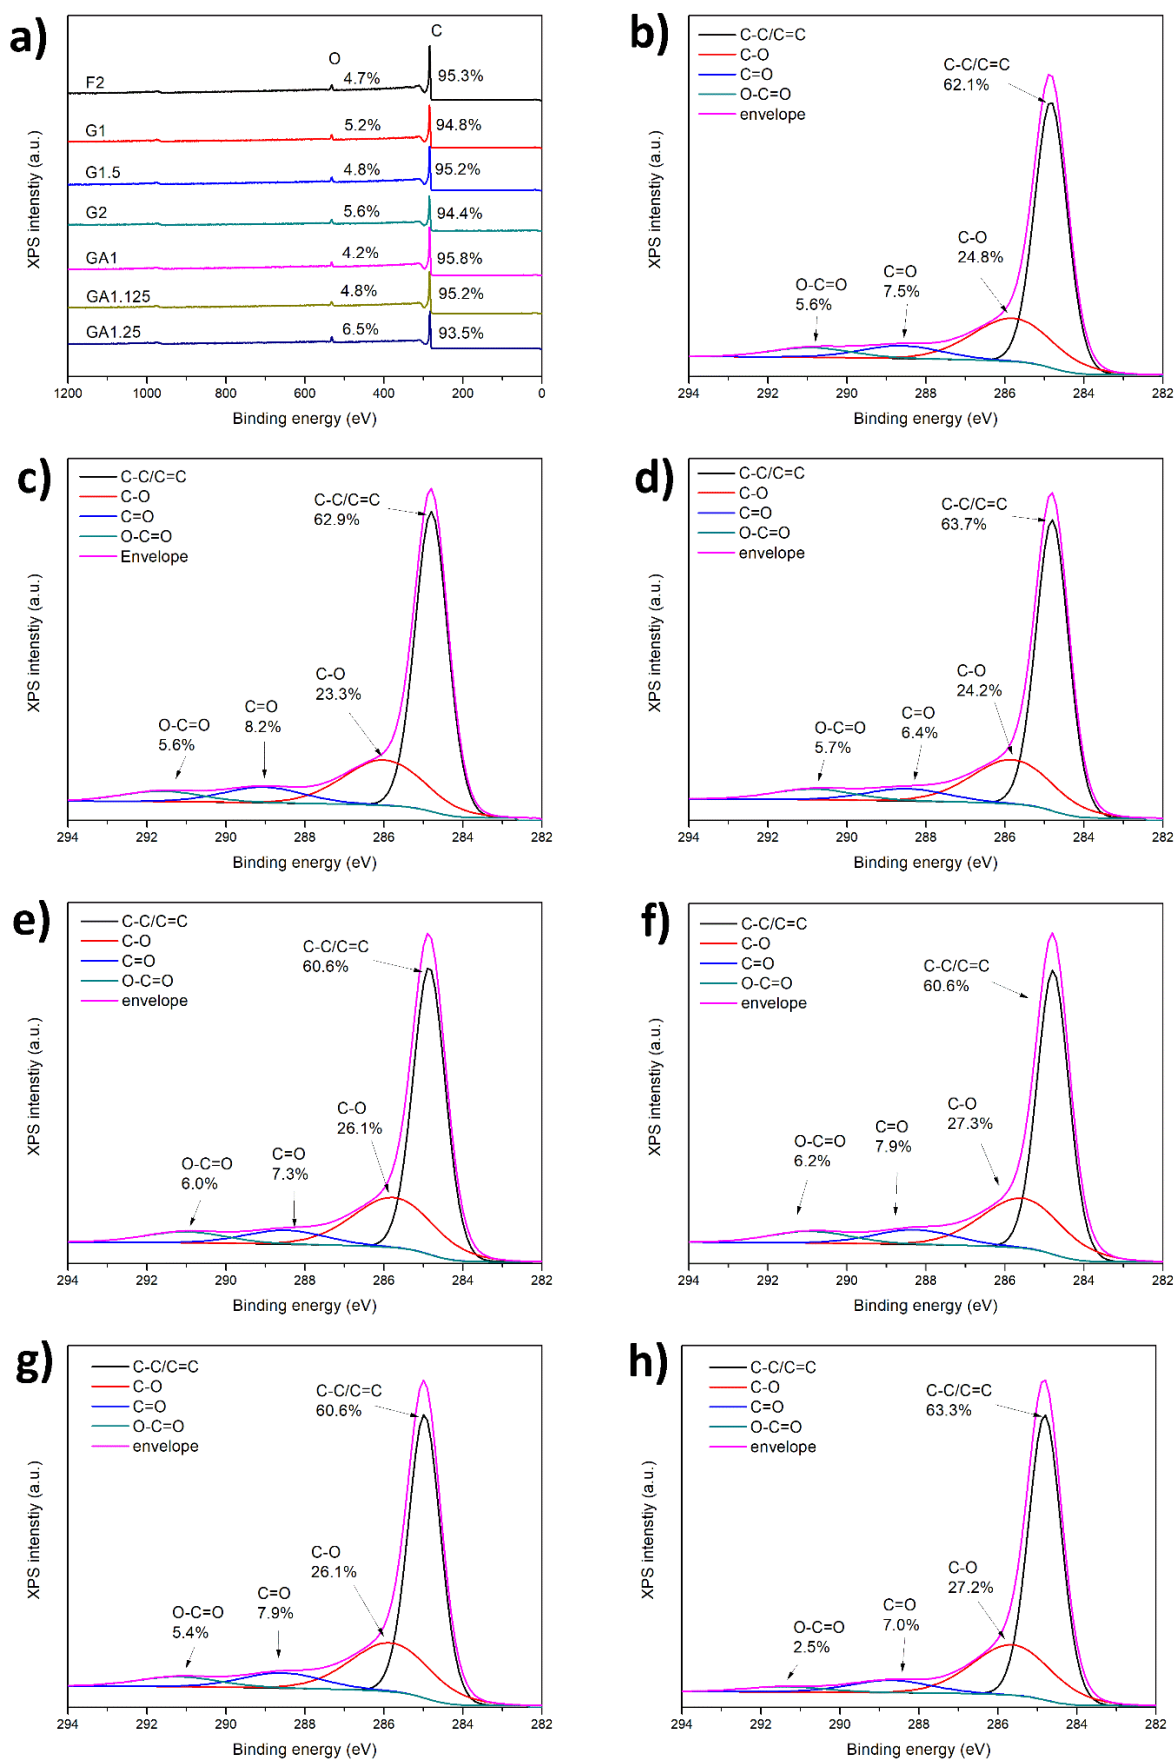 a)
C
O
F2
4.7%
95.3%
G1
5.2%
94.8%
G1.5
4.8%
95.2%
G2
5.6%
94.4%
GA1
4.2%
95.8%
GA1.125
4.8%
95.2%
GA1.25
6.5%
93.5%
XPS intenstiy (a.u.)
1200 1000 800 600 400 200 0
Binding energy (eV)
b)
C-C/C=C
C-O
C=O
O-C=O
envelope
C-C/C=C
62.1%
C-O
24.8%
C=O
7.5%
O-C=O
5.6%
XPS intenstiy (a.u.)
294 292 290 288 286 284 282
Binding energy (eV)
c)
C-C/C=C
C-O
C=O
O-C=O
Envelope
C-C/C=C
62.9%
C-O
23.3%
C=O
8.2%
O-C=O
5.6%
XPS intenstiy (a.u.)
294 292 290 288 286 284 282
Binding energy (eV)
d)
C-C/C=C
C-O
C=O
O-C=O
envelope
C-C/C=C
63.7%
C-O
24.2%
C=O
6.4%
O-C=O
5.7%
XPS intenstiy (a.u.)
294 292 290 288 286 284 282
Binding energy (eV)
e)
C-C/C=C
C-O
C=O
O-C=O
envelope
C-C/C=C
60.6%
C-O
26.1%
C=O
7.3%
O-C=O
6.0%
XPS intenstiy (a.u.)
294 292 290 288 286 284 282
Binding energy (eV)
f)
C-C/C=C
C-O
C=O
O-C=O
envelope
C-C/C=C
60.6%
C-O
27.3%
C=O
7.9%
O-C=O
6.2%
XPS intenstiy (a.u.)
294 292 290 288 286 284 282
Binding energy (eV)
g)
C-C/C=C
C-O
C=O
O-C=O
envelope
C-C/C=C
60.6%
C-O
26.1%
C=O
7.9%
O-C=O
5.4%
XPS intenstiy (a.u.)
294 292 290 288 286 284 282
Binding energy (eV)
h)
C-C/C=C
C-O
C=O
O-C=O
envelope
C-C/C=C
63.3%
C-O
27.2%
C=O
7.0%
O-C=O
2.5%
XPS intenstiy (a.u.)
294 292 290 288 286 284 282
Binding energy (eV)